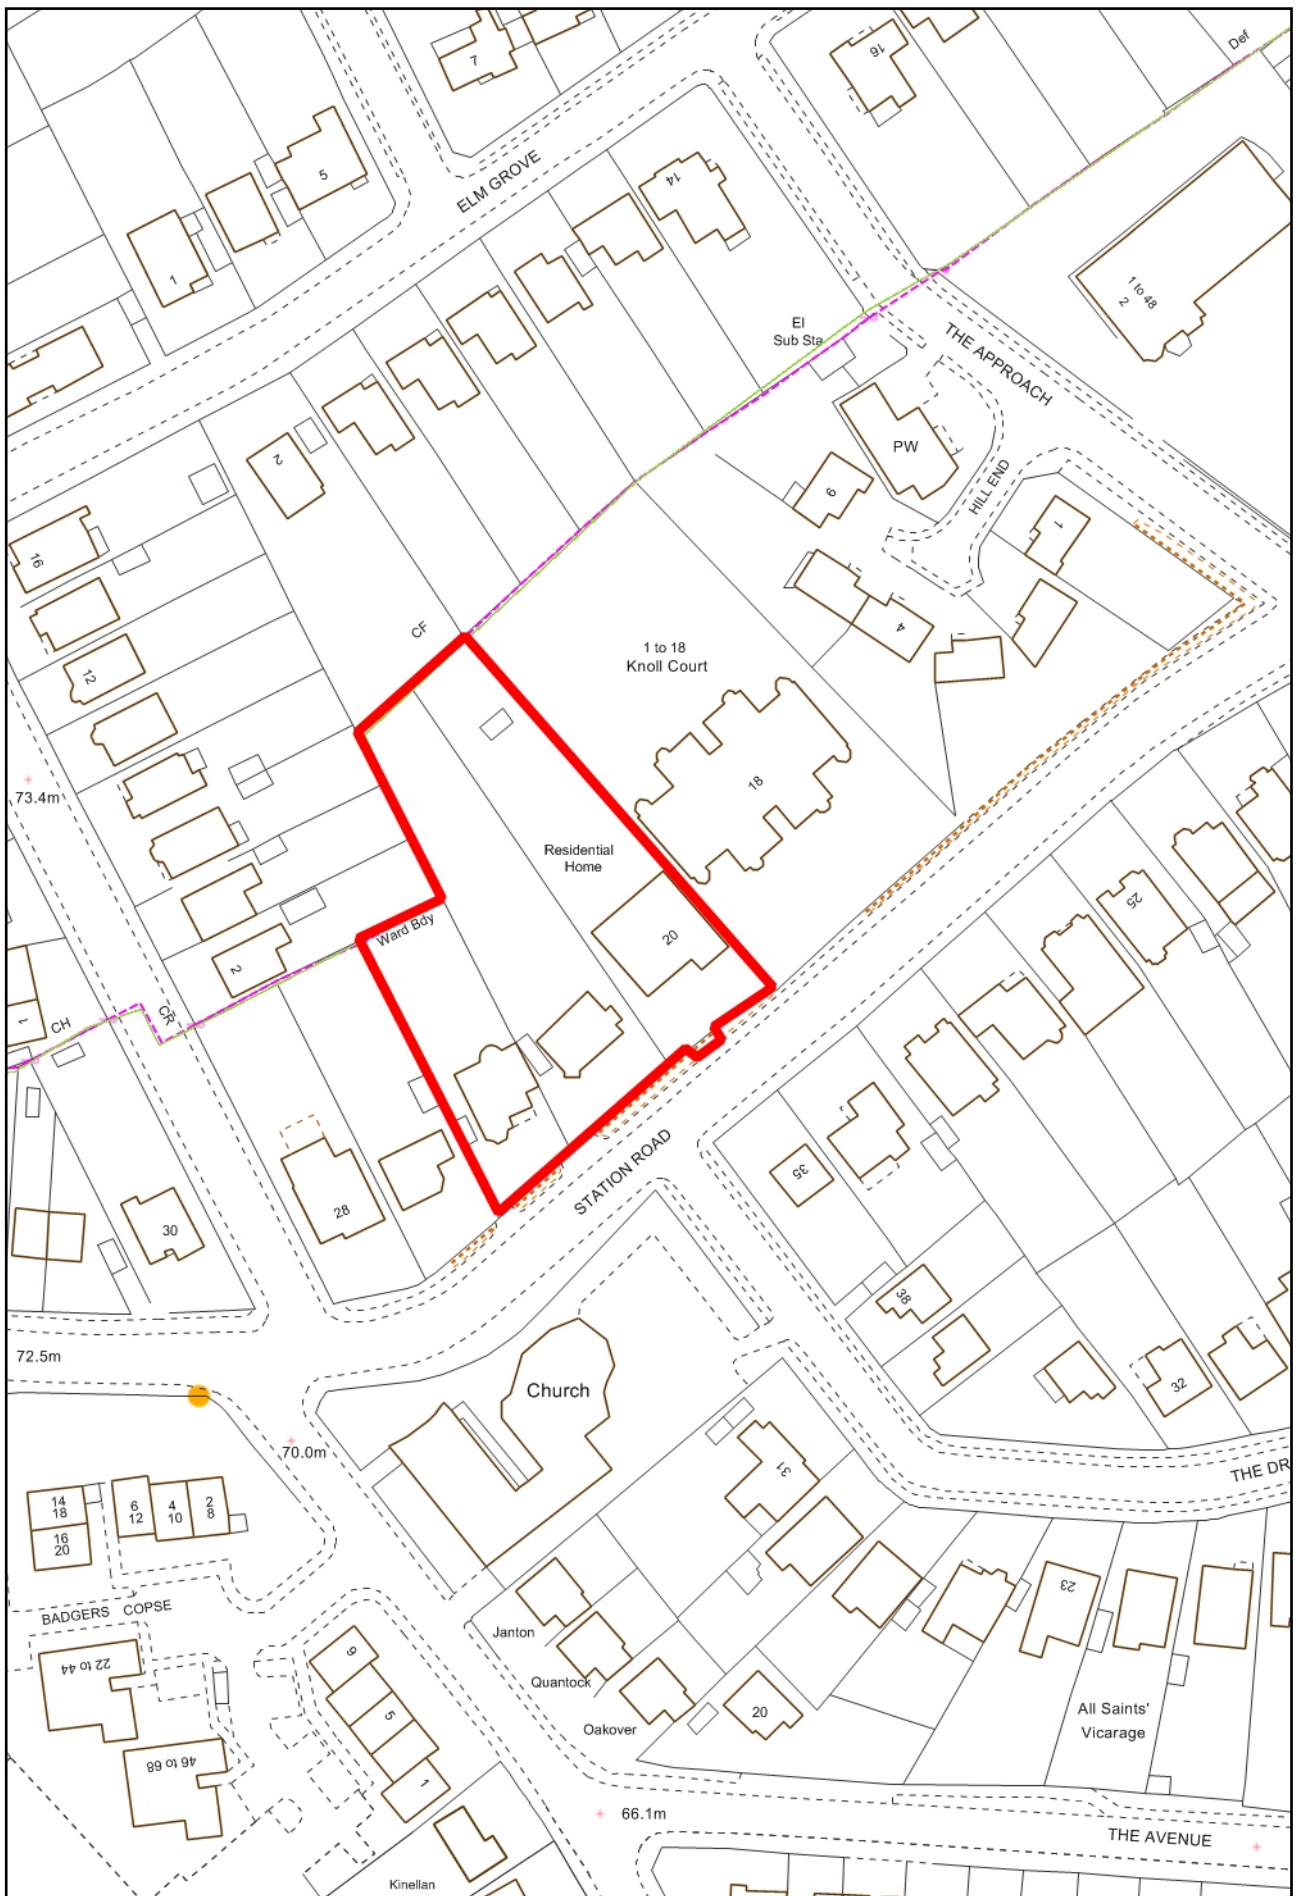 7
16
Def
5
ELM GROVE
14
1
1 to 48
2
El
Sub Sta
THE APPROACH
2
PW
9
HILL END
1
16
CF
1 to 18
Knoll Court
4
12
18
73.4m
Residential
Home
25
Ward Bdy
20
2
1
CH
CR
STATION ROAD
35
28
30
38
72.5m
32
Church
70.0m
31
THE DR
14
18
6
12
4
10
2
8
16
20
23
BADGERS COPSE
Janton
22 to 44
9
Quantock
5
Oakover
20
All Saints'
Vicarage
46 to 68
1
66.1m
THE AVENUE
Kinellan